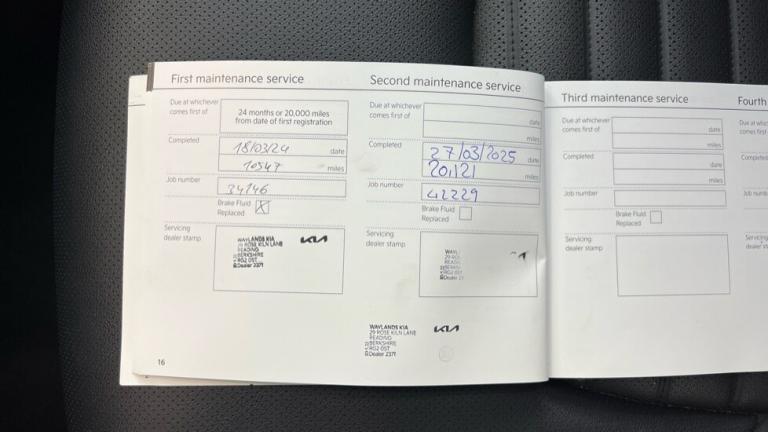 First maintenance service
Due at whichever
comes first of
24 months or 20,000 miles
from date of first registration
Completed
18/03/24 date
10547 miles
Job number
34146
Brake Fluid
Replaced
Servicing
dealer stamp
WAYLANDS KIA
29 ROSE KILN LANE
READING
BERKSHIRE
RG2 0ST
Dealer 2371
KIA
16
Second maintenance service
Due at whichever
comes first of
date
miles
Completed
27/03/2025 date
20,121 miles
Job number
42229
Brake Fluid
Replaced
Servicing
dealer stamp
WAYLANDS KIA
29 ROSE KILN LANE
READING
BERKSHIRE
RG2 0ST
Dealer 2371
KIA
Third maintenance service
Due at whichever
comes first of
date
miles
Completed
date
miles
Job number
Brake Fluid
Replaced
Servicing
dealer stamp
Fourth